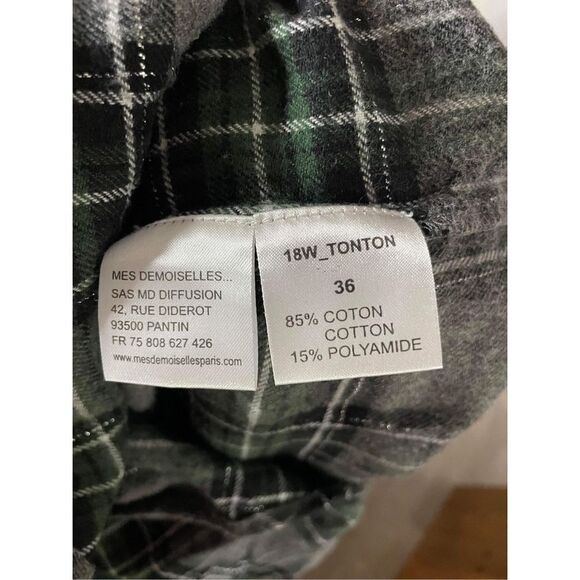 MES DEMOISELLES...
SAS MD DIFFUSION
42, RUE DIDEROT
93500 PANTIN
FR 75 808 627 426
www.mesdemoisellesparis.com
18W_TONTON
36
85% COTON
COTTON
15% POLYAMIDE